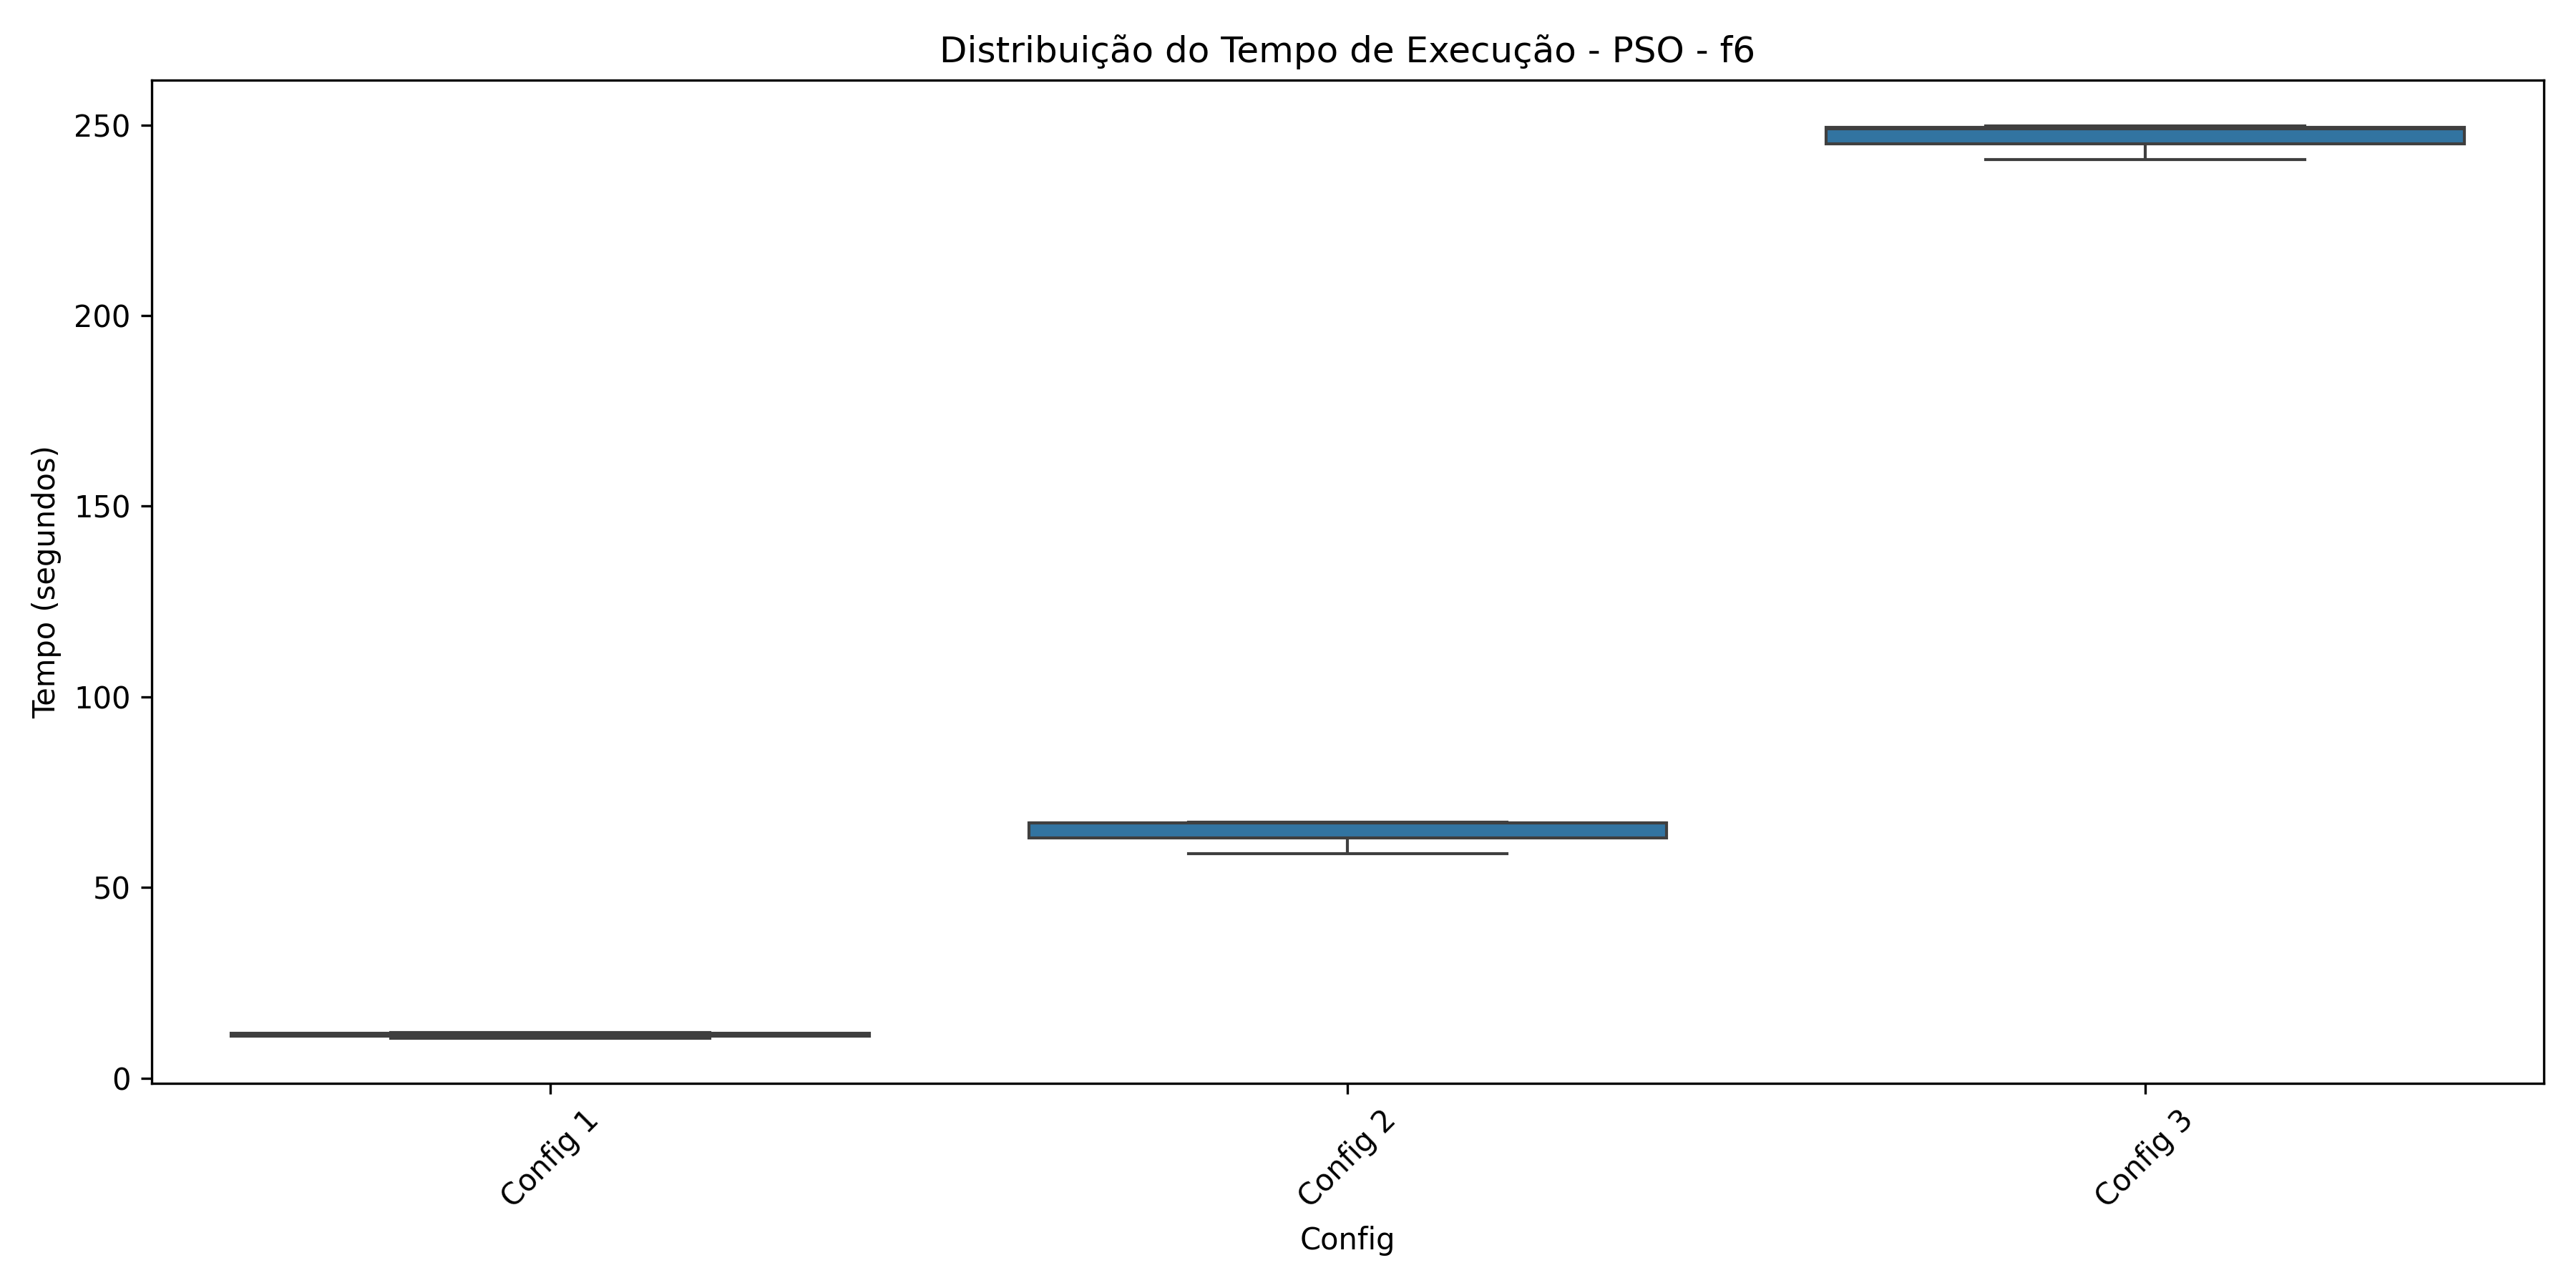 Distribuição do Tempo de Execução - PSO - f6
Tempo (segundos)
250
200
150
100
50
0
Config 1
Config 2
Config 3
Config